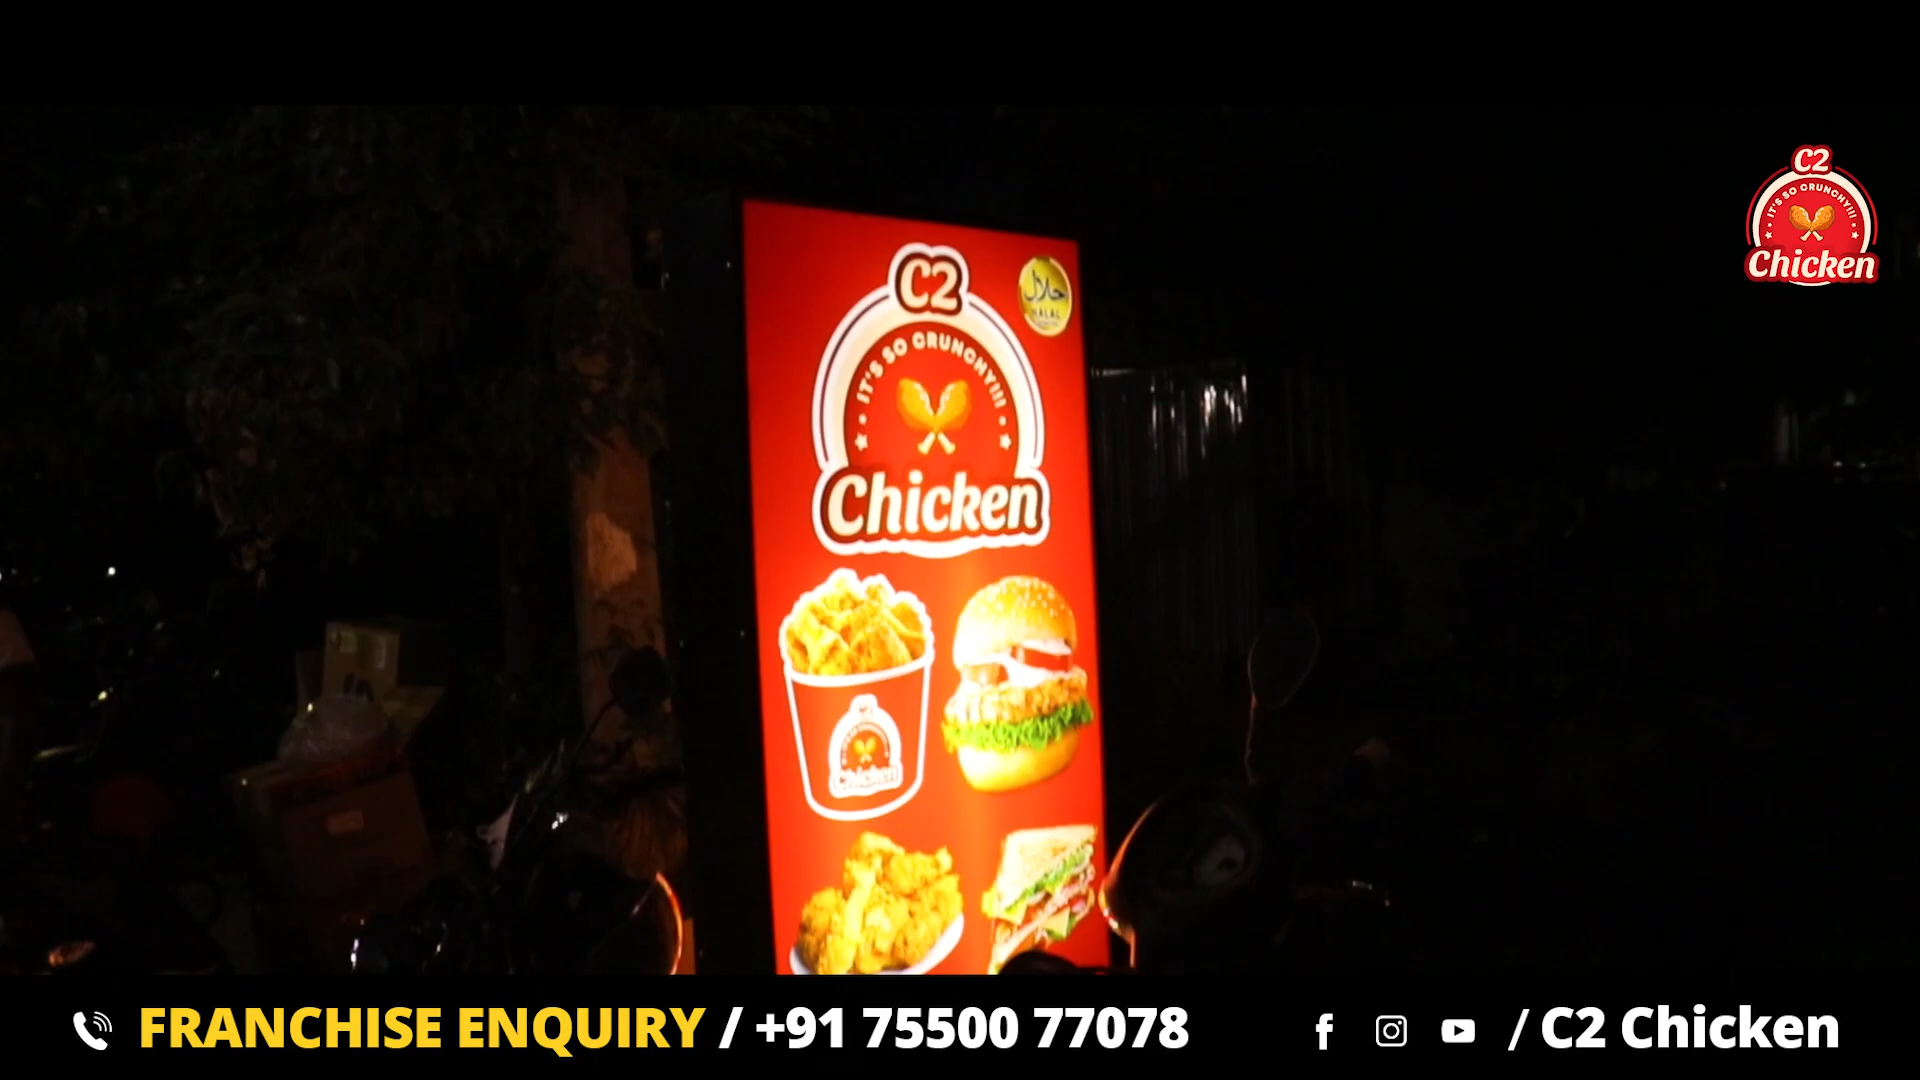 C2
IT'S SO CRUNCHY!!!
Chicken
حلال
HALAL
C2
IT'S SO CRUNCHY!!!
Chicken
Chicken
FRANCHISE ENQUIRY / +91 75500 77078
/ C2 Chicken